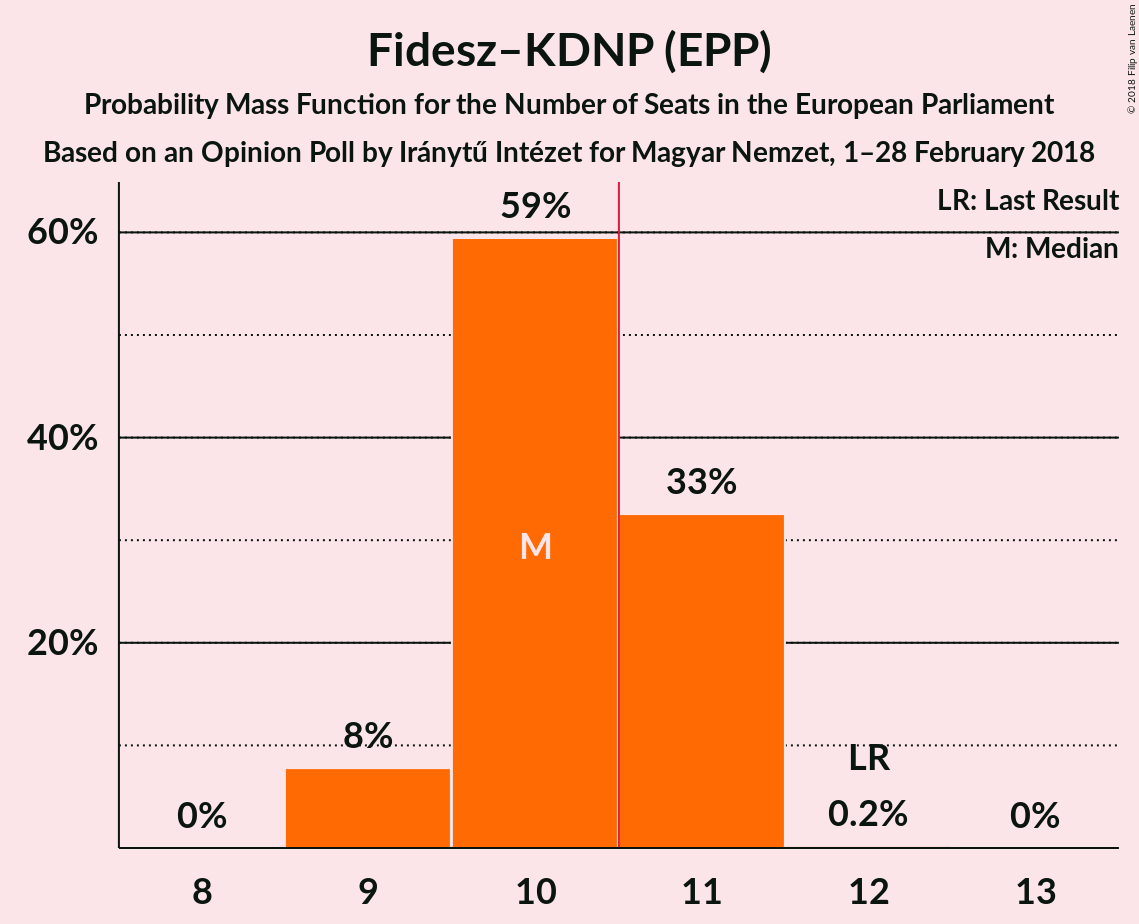 Fidesz–KDNP (EPP)
Probability Mass Function for the Number of Seats in the European Parliament
Based on an Opinion Poll by Iránytű Intézet for Magyar Nemzet, 1–28 February 2018
© 2018 Filip van Laenen
LR: Last Result
M: Median
60%
40%
20%
0%
8%
59%
M
33%
LR
0.2%
0%
8 9 10 11 12 13